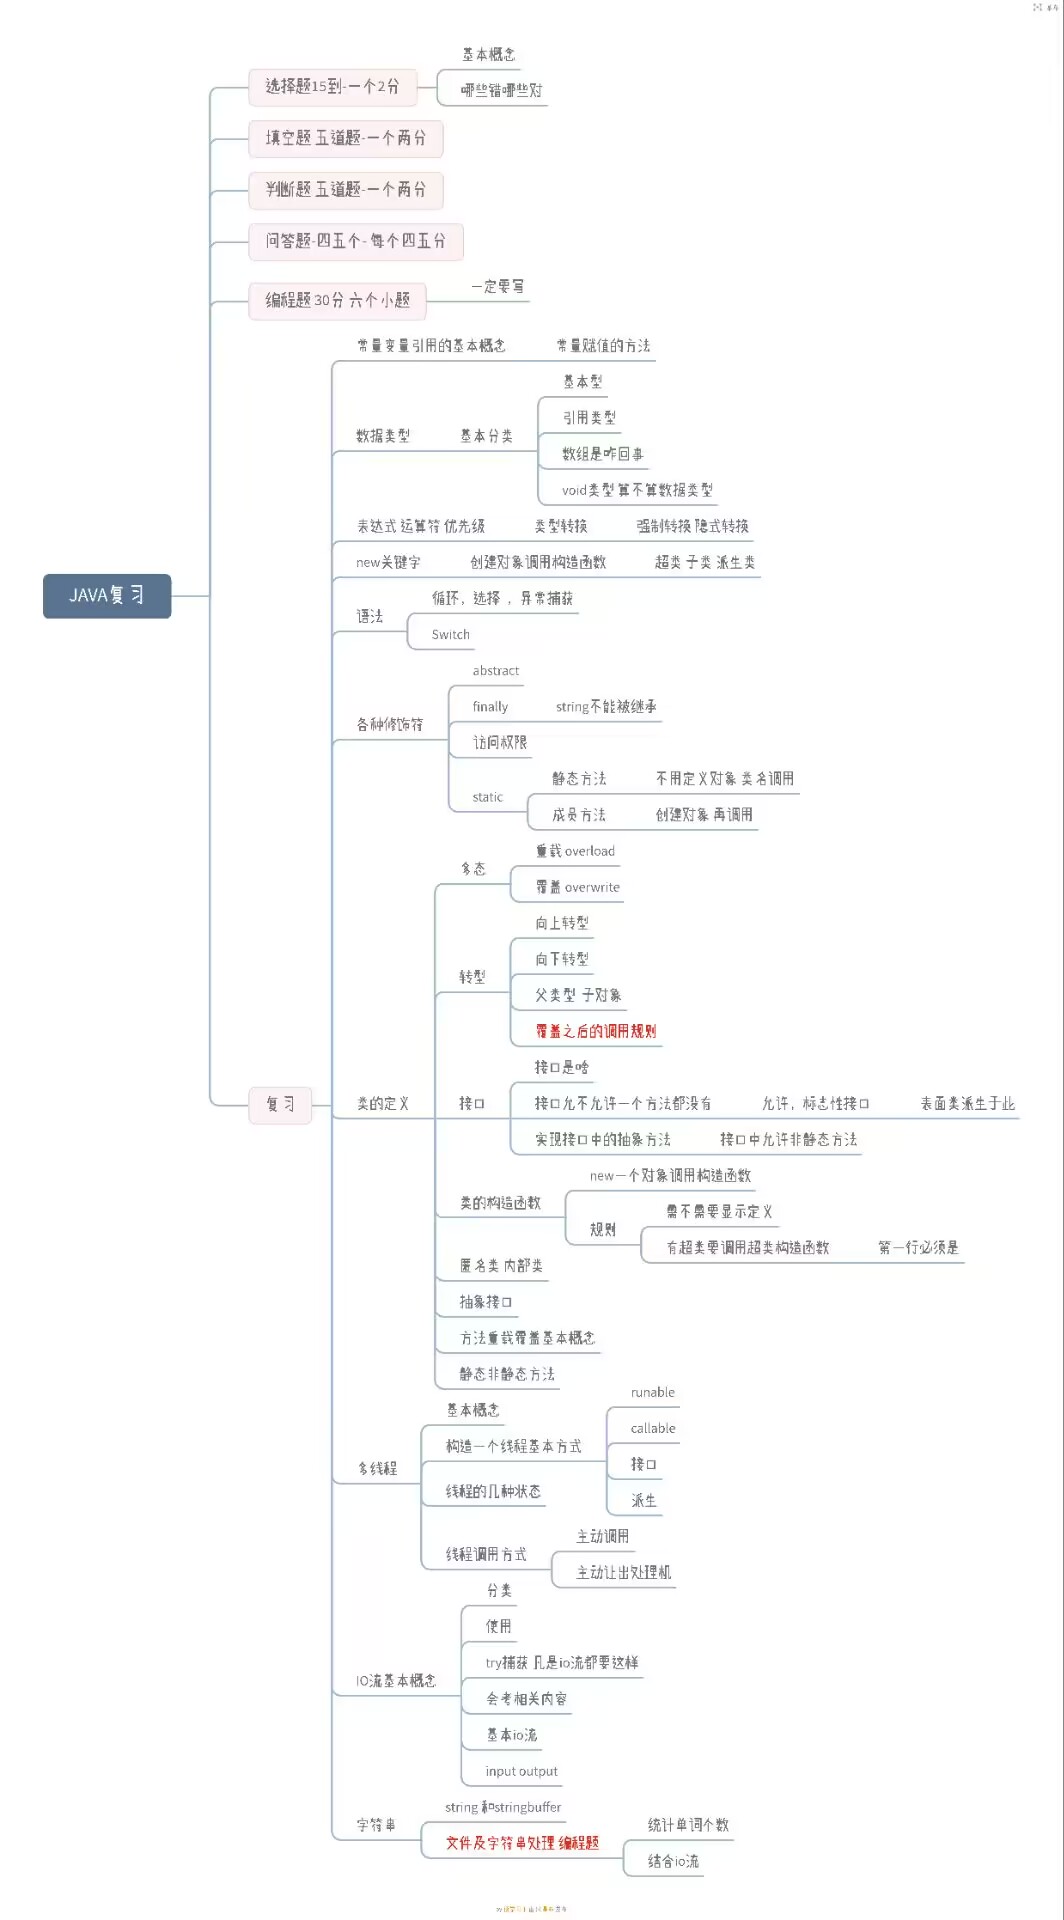 基本概念
选择题15到-一个2分
哪些错哪些对
填空题 五道题-一个两分
判断题 五道题-一个两分
问答题-四五个- 每个四五分
一定要写
编程题 30分 六个小题
常量变量引用的基本概念
常量赋值的方法
数据类型
基本分类
基本型
引用类型
数组是咋回事
void类型 算不算数据类型
表达式 运算符 优先级
类型转换
强制转换 隐式转换
new关键字
创建对象调用构造函数
超类 子类 派生类
JAVA复习
语法
循环，选择 ，异常捕获
Switch
各种修饰符
abstract
finally
string不能被继承
访问权限
static
静态方法
不用定义对象 类名调用
成员方法
创建对象 再调用
多态
重载 overload
覆盖 overwrite
转型
向上转型
向下转型
父类型 子对象
覆盖之后的调用规则
复习
类的定义
接口
接口是啥
接口允不允许一个方法都没有
允许，标志性接口
表面类派生于此
实现接口中的抽象方法
接口中允许非静态方法
类的构造函数
new一个对象调用构造函数
规则
需不需要显示定义
有超类要调用超类构造函数
第一行必须是
匿名类 内部类
抽象接口
方法重载覆盖基本概念
静态非静态方法
多线程
基本概念
构造一个线程基本方式
runable
callable
接口
派生
线程的几种状态
线程调用方式
主动调用
主动让出处理机
IO流基本概念
分类
使用
try捕获 凡是io流都要这样
会考相关内容
基本io流
input output
字符串
string 和stringbuffer
文件及字符串处理 编程题
统计单词个数
结合io流